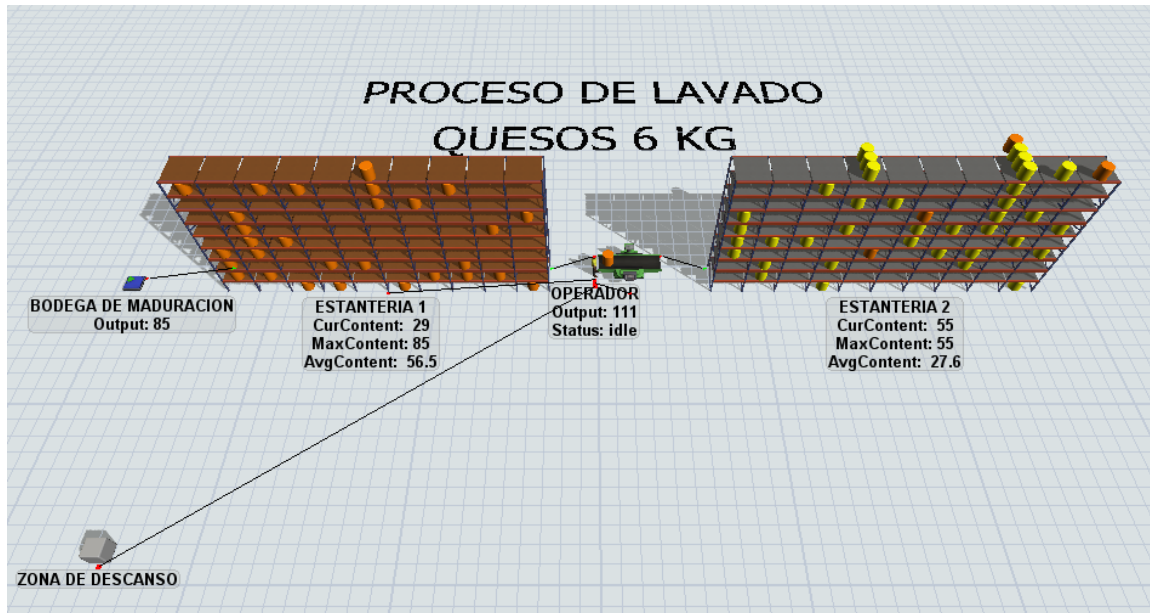 PROCESO DE LAVADO
QUESOS 6 KG
BODEGA DE MADURACION
Output: 85
ESTANTERIA 1
CurContent: 29
MaxContent: 85
AvgContent: 56.5
OPERADOR
Output: 111
Status: idle
ESTANTERIA 2
CurContent: 55
MaxContent: 55
AvgContent: 27.6
ZONA DE DESCANSO